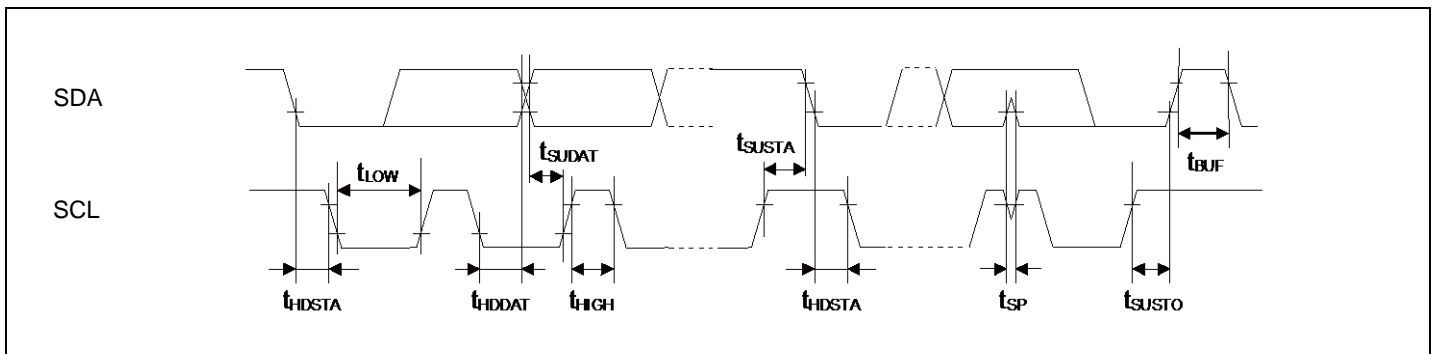 SDA
tSUDAT
tSUSTA
tLOW
tBUF
SCL
tHDSTA
tHDDAT
tHIGH
tHDSTA
tSP
tSUSTO